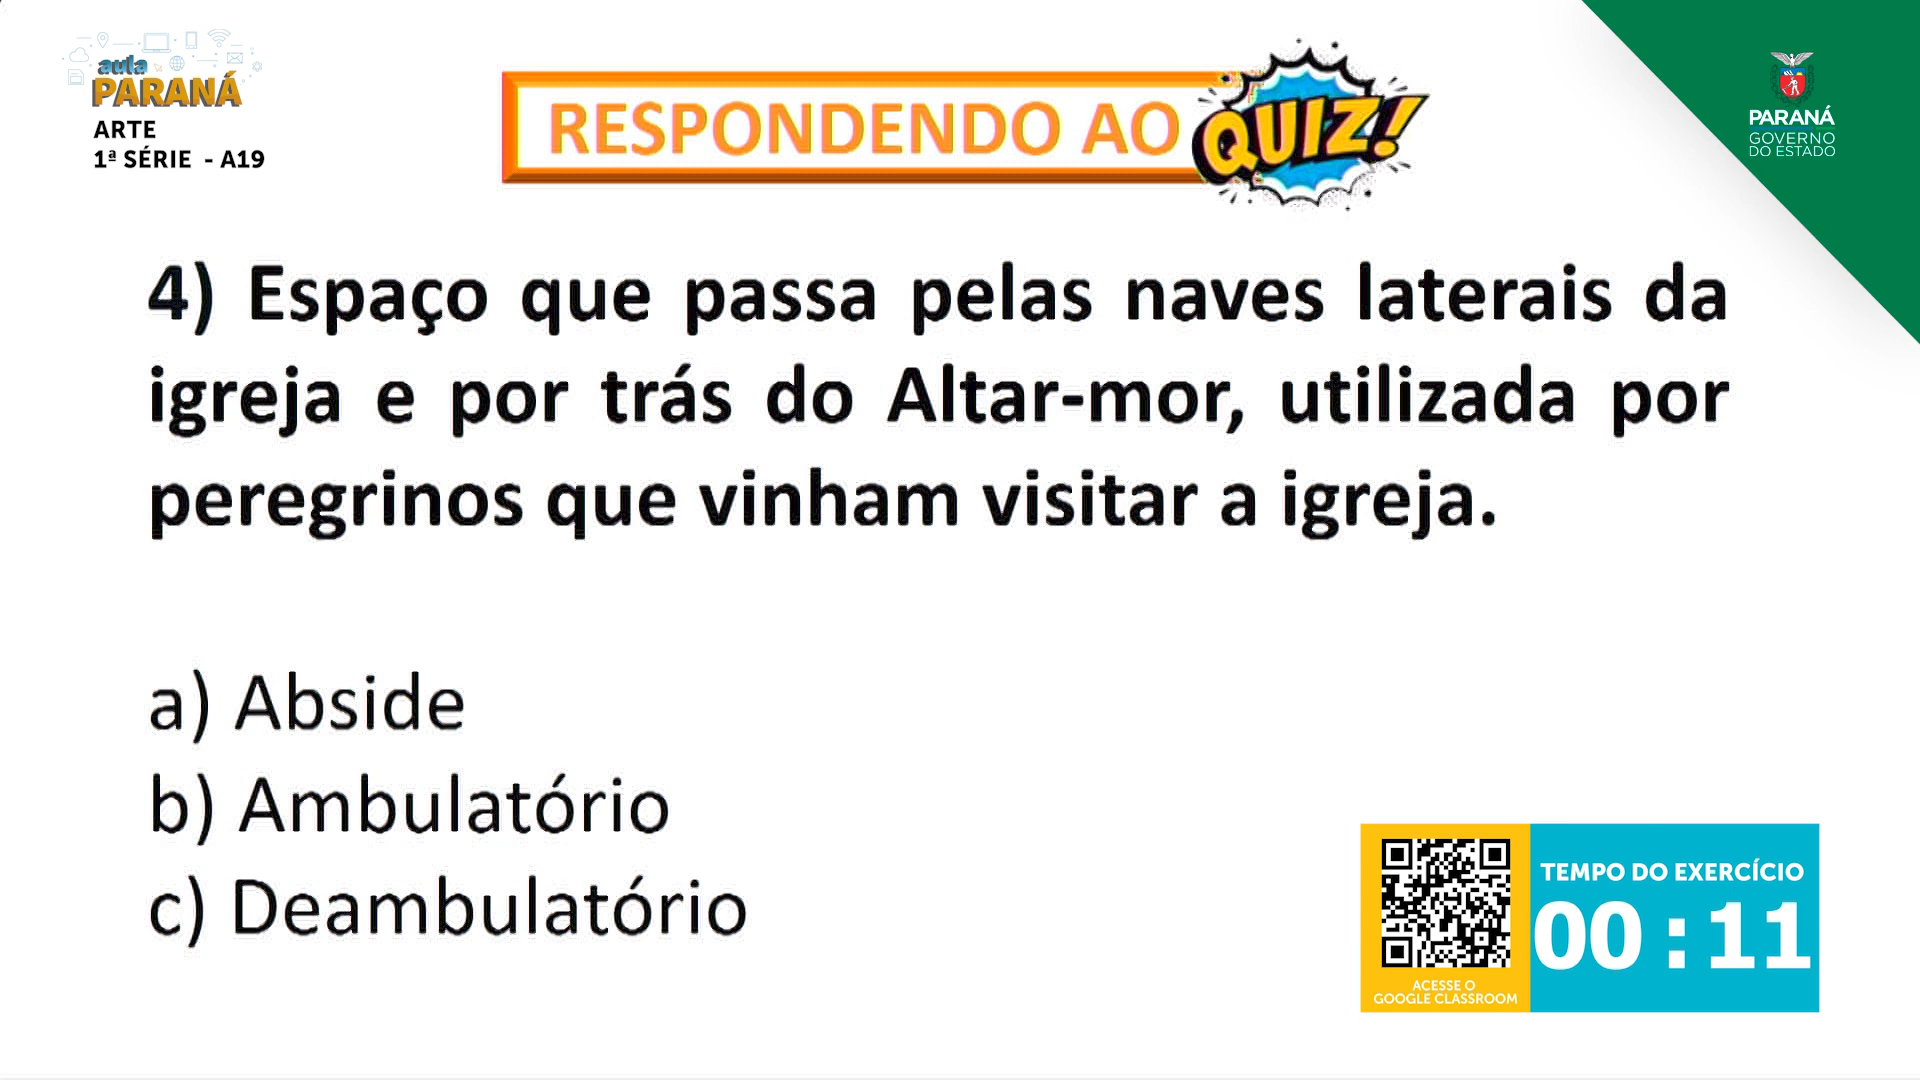 aula
PARANÁ
ARTE
1ª SÉRIE - A19
RESPONDENDO AO QUIZ!
PARANÁ
GOVERNO
DO ESTADO
4) Espaço que passa pelas naves laterais da
igreja e por trás do Altar-mor, utilizada por
peregrinos que vinham visitar a igreja.
a) Abside
b) Ambulatório
c) Deambulatório
TEMPO DO EXERCÍCIO
00:11
ACESSE O
GOOGLE CLASSROOM